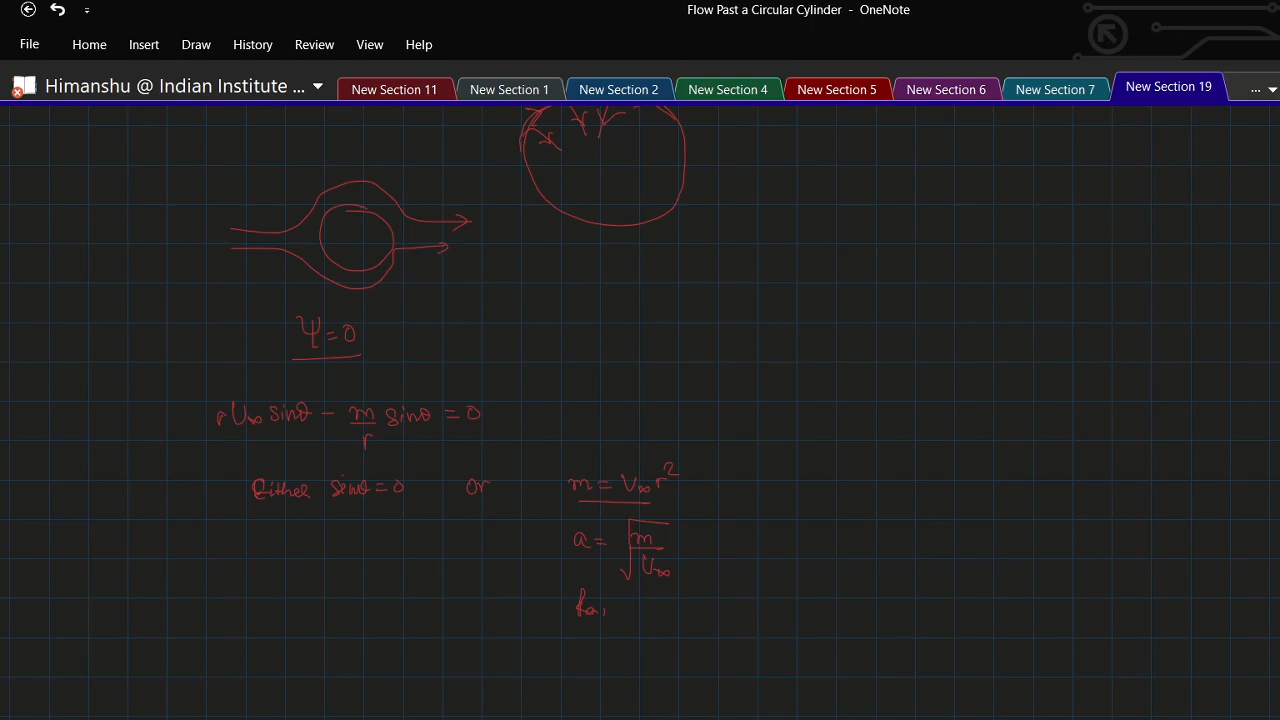 Flow Past a Circular Cylinder - OneNote
File Home Insert Draw History Review View Help
Himanshu @ Indian Institute ...
New Section 11 New Section 1 New Section 2 New Section 4 New Section 5 New Section 6 New Section 7 New Section 19 ...
Ψ = 0
r U∞ sinθ − m/r sinθ = 0
Either sinθ = 0 or m = U∞ r²
a = √(m/U∞)